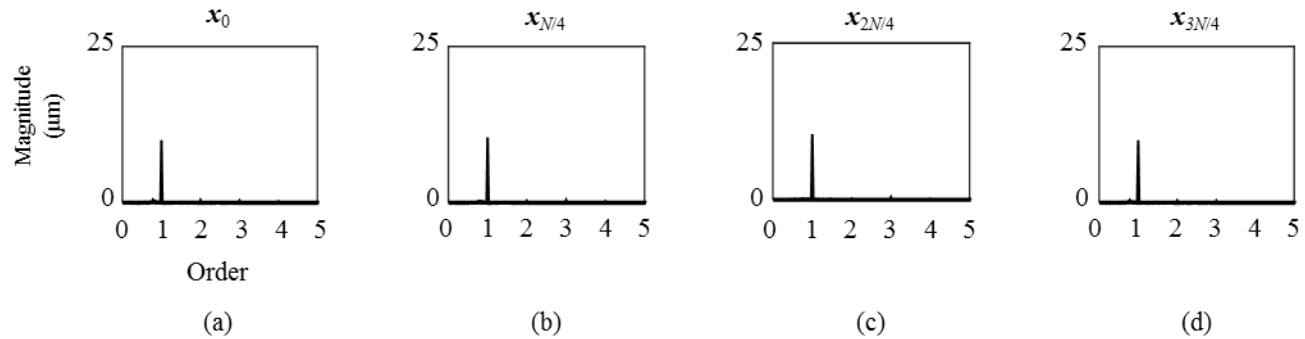 x0 xN/4 x2N/4 x3N/4
25 25 25 25
Magnitude
(μm)
0 0 0 0
0 1 2 3 4 5 0 1 2 3 4 5 0 1 2 3 4 5 0 1 2 3 4 5
Order
(a) (b) (c) (d)